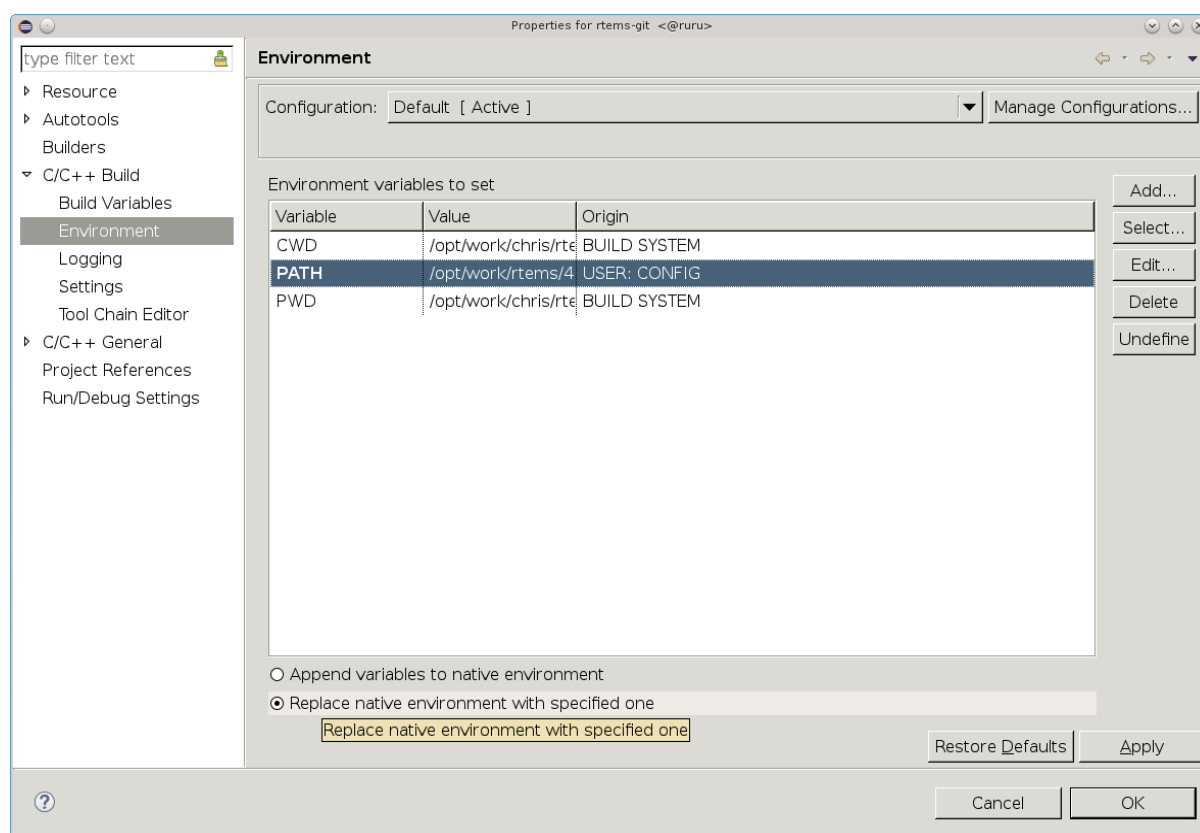 Properties for rtems-git <@ruru>
type filter text
Resource
Autotools
Builders
C/C++ Build
Build Variables
Environment
Logging
Settings
Tool Chain Editor
C/C++ General
Project References
Run/Debug Settings
Environment
Configuration: Default [ Active ] Manage Configurations...
Environment variables to set
Variable Value Origin
CWD /opt/work/chris/rte BUILD SYSTEM
PATH /opt/work/rtems/4 USER: CONFIG
PWD /opt/work/chris/rte BUILD SYSTEM
Add...
Select...
Edit...
Delete
Undefine
Append variables to native environment
Replace native environment with specified one
Replace native environment with specified one
Restore Defaults Apply
? Cancel OK